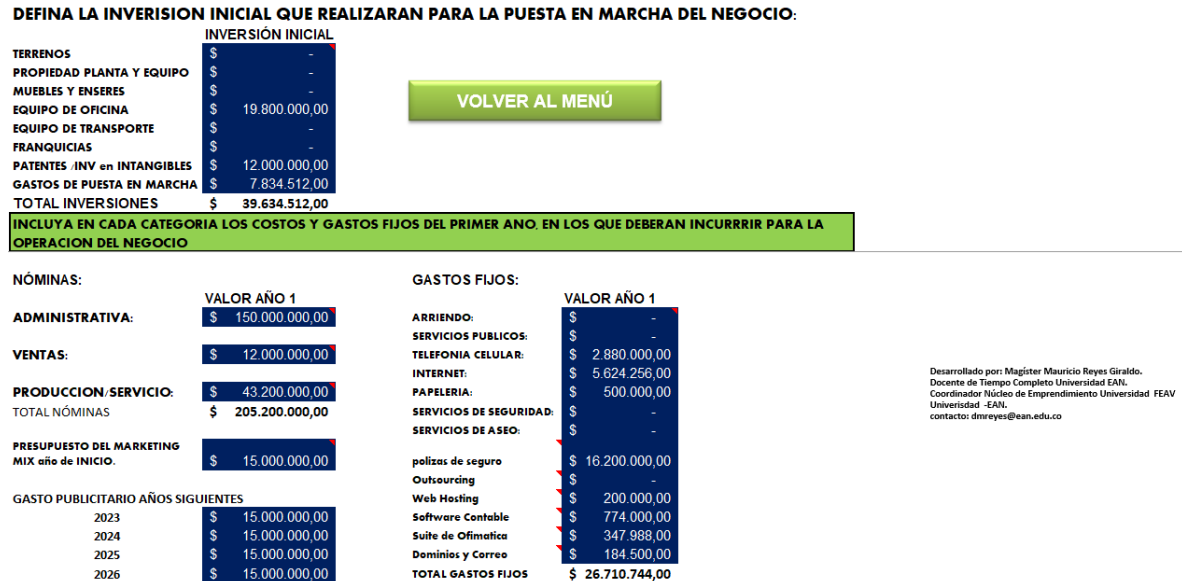 DEFINA LA INVERISION INICIAL QUE REALIZARAN PARA LA PUESTA EN MARCHA DEL NEGOCIO:
INVERSIÓN INICIAL
TERRENOS $ -
PROPIEDAD PLANTA Y EQUIPO $ -
MUEBLES Y ENSERES $ -
EQUIPO DE OFICINA $ 19.800.000,00
EQUIPO DE TRANSPORTE $ -
FRANQUICIAS $ -
PATENTES /INV en INTANGIBLES $ 12.000.000,00
GASTOS DE PUESTA EN MARCHA $ 7.834.512,00
TOTAL INVERSIONES $ 39.634.512,00
VOLVER AL MENÚ
INCLUYA EN CADA CATEGORIA LOS COSTOS Y GASTOS FIJOS DEL PRIMER ANO, EN LOS QUE DEBERAN INCURRRIR PARA LA
OPERACION DEL NEGOCIO
NÓMINAS:
VALOR AÑO 1
ADMINISTRATIVA: $ 150.000.000,00
VENTAS: $ 12.000.000,00
PRODUCCION/SERVICIO: $ 43.200.000,00
TOTAL NÓMINAS $ 205.200.000,00
PRESUPUESTO DEL MARKETING
MIX año de INICIO. $ 15.000.000,00
GASTO PUBLICITARIO AÑOS SIGUIENTES
2023 $ 15.000.000,00
2024 $ 15.000.000,00
2025 $ 15.000.000,00
2026 $ 15.000.000,00
GASTOS FIJOS:
VALOR AÑO 1
ARRIENDO: $ -
SERVICIOS PUBLICOS: $ -
TELEFONIA CELULAR: $ 2.880.000,00
INTERNET: $ 5.624.256,00
PAPELERIA: $ 500.000,00
SERVICIOS DE SEGURIDAD: $ -
SERVICIOS DE ASEO: $ -
polizas de seguro $ 16.200.000,00
Outsourcing $ -
Web Hosting $ 200.000,00
Software Contable $ 774.000,00
Suite de Ofimatica $ 347.988,00
Dominios y Correo $ 184.500,00
TOTAL GASTOS FIJOS $ 26.710.744,00
Desarrollado por: Magíster Mauricio Reyes Giraldo.
Docente de Tiempo Completo Universidad EAN.
Coordinador Núcleo de Emprendimiento Universidad FEAV
Univerisdad -EAN.
contacto: dmreyes@ean.edu.co